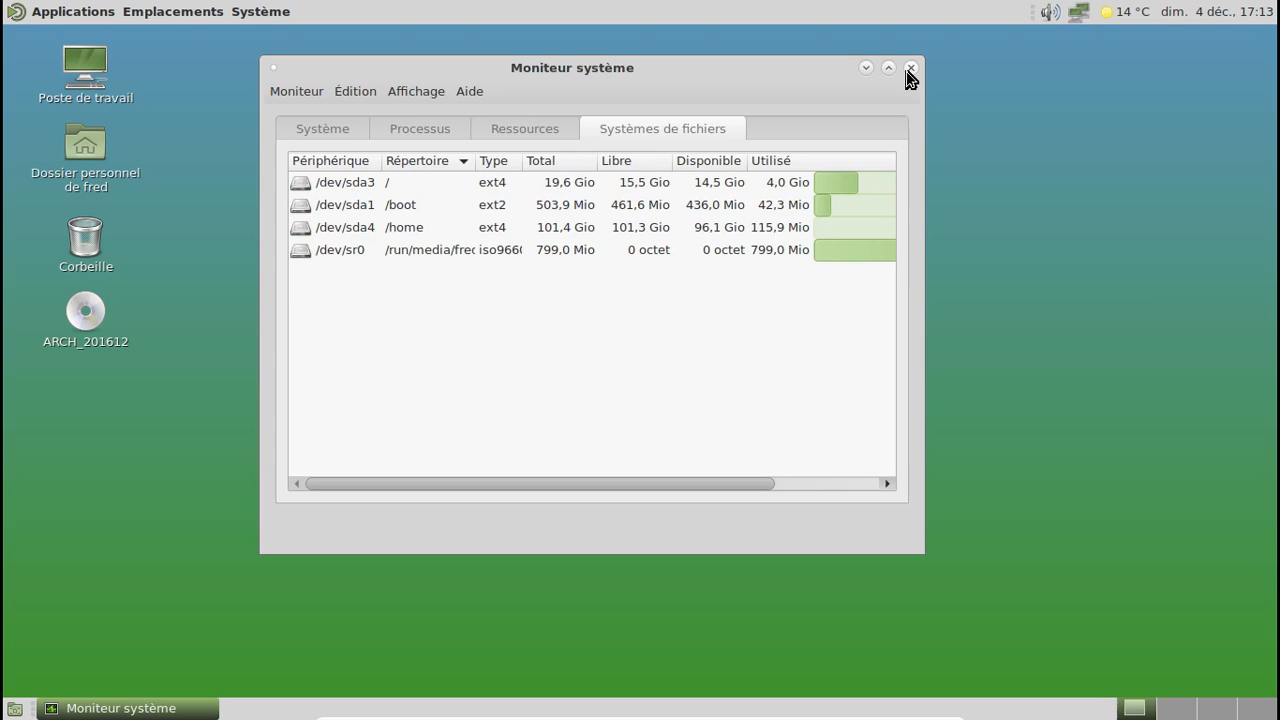 Applications Emplacements Système 14 °C dim. 4 déc., 17:13
Poste de travail
Dossier personnel
de fred
Corbeille
ARCH_201612
Moniteur système
Moniteur Édition Affichage Aide
Système Processus Ressources Systèmes de fichiers
Périphérique Répertoire Type Total Libre Disponible Utilisé
/dev/sda3 / ext4 19,6 Gio 15,5 Gio 14,5 Gio 4,0 Gio
/dev/sda1 /boot ext2 503,9 Mio 461,6 Mio 436,0 Mio 42,3 Mio
/dev/sda4 /home ext4 101,4 Gio 101,3 Gio 96,1 Gio 115,9 Mio
/dev/sr0 /run/media/frec iso9660 799,0 Mio 0 octet 0 octet 799,0 Mio
Moniteur système